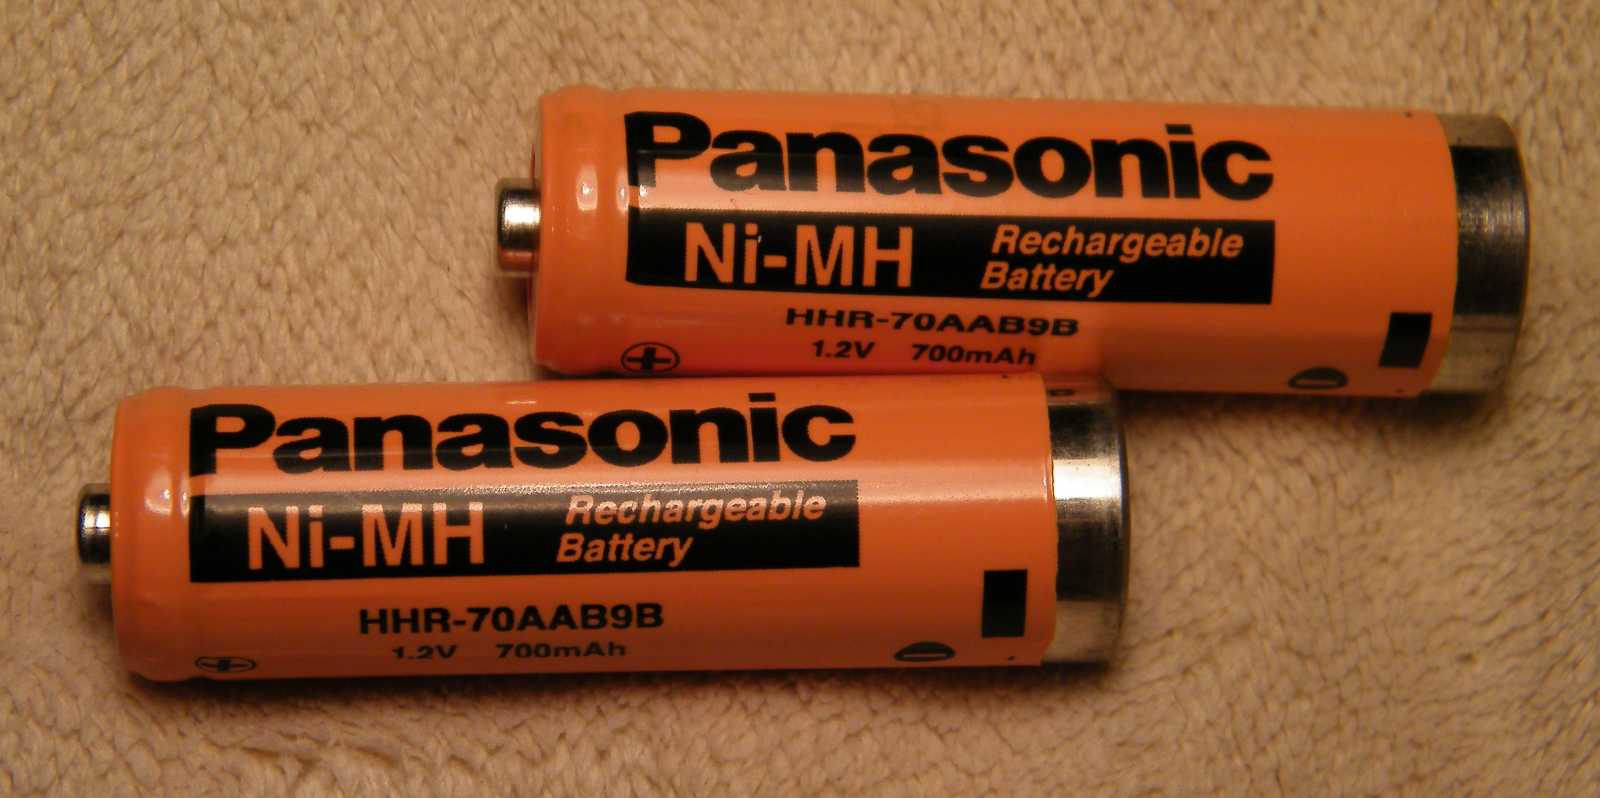 Panasonic
Ni-MH Rechargeable
Battery
HHR-70AAB9B
1.2V 700mAh
Panasonic
Ni-MH Rechargeable
Battery
HHR-70AAB9B
1.2V 700mAh